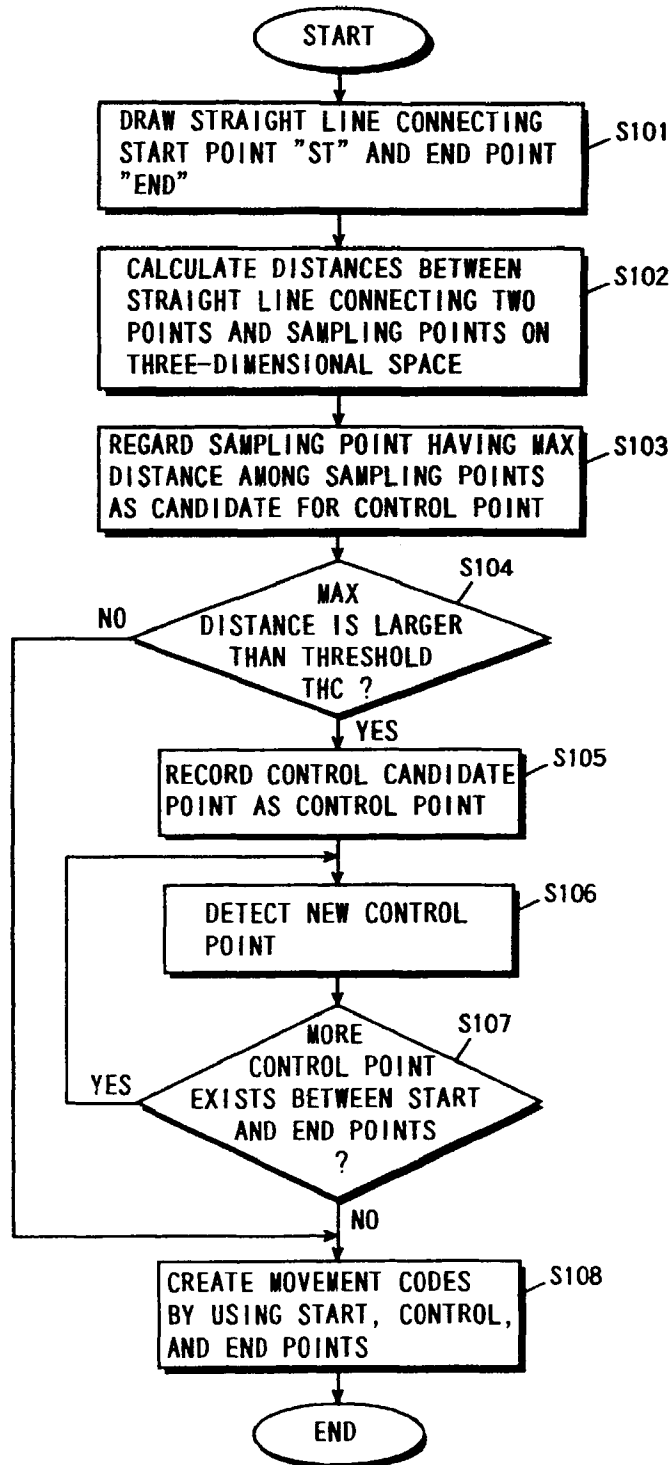 START
DRAW STRAIGHT LINE CONNECTING
START POINT "ST" AND END POINT
"END"
S101
CALCULATE DISTANCES BETWEEN
STRAIGHT LINE CONNECTING TWO
POINTS AND SAMPLING POINTS ON
THREE-DIMENSIONAL SPACE
S102
REGARD SAMPLING POINT HAVING MAX
DISTANCE AMONG SAMPLING POINTS
AS CANDIDATE FOR CONTROL POINT
S103
S104
MAX
DISTANCE IS LARGER
THAN THRESHOLD
THC ?
NO
YES
RECORD CONTROL CANDIDATE
POINT AS CONTROL POINT
S105
DETECT NEW CONTROL
POINT
S106
S107
MORE
CONTROL POINT
EXISTS BETWEEN START
AND END POINTS
?
YES
NO
CREATE MOVEMENT CODES
BY USING START, CONTROL,
AND END POINTS
S108
END